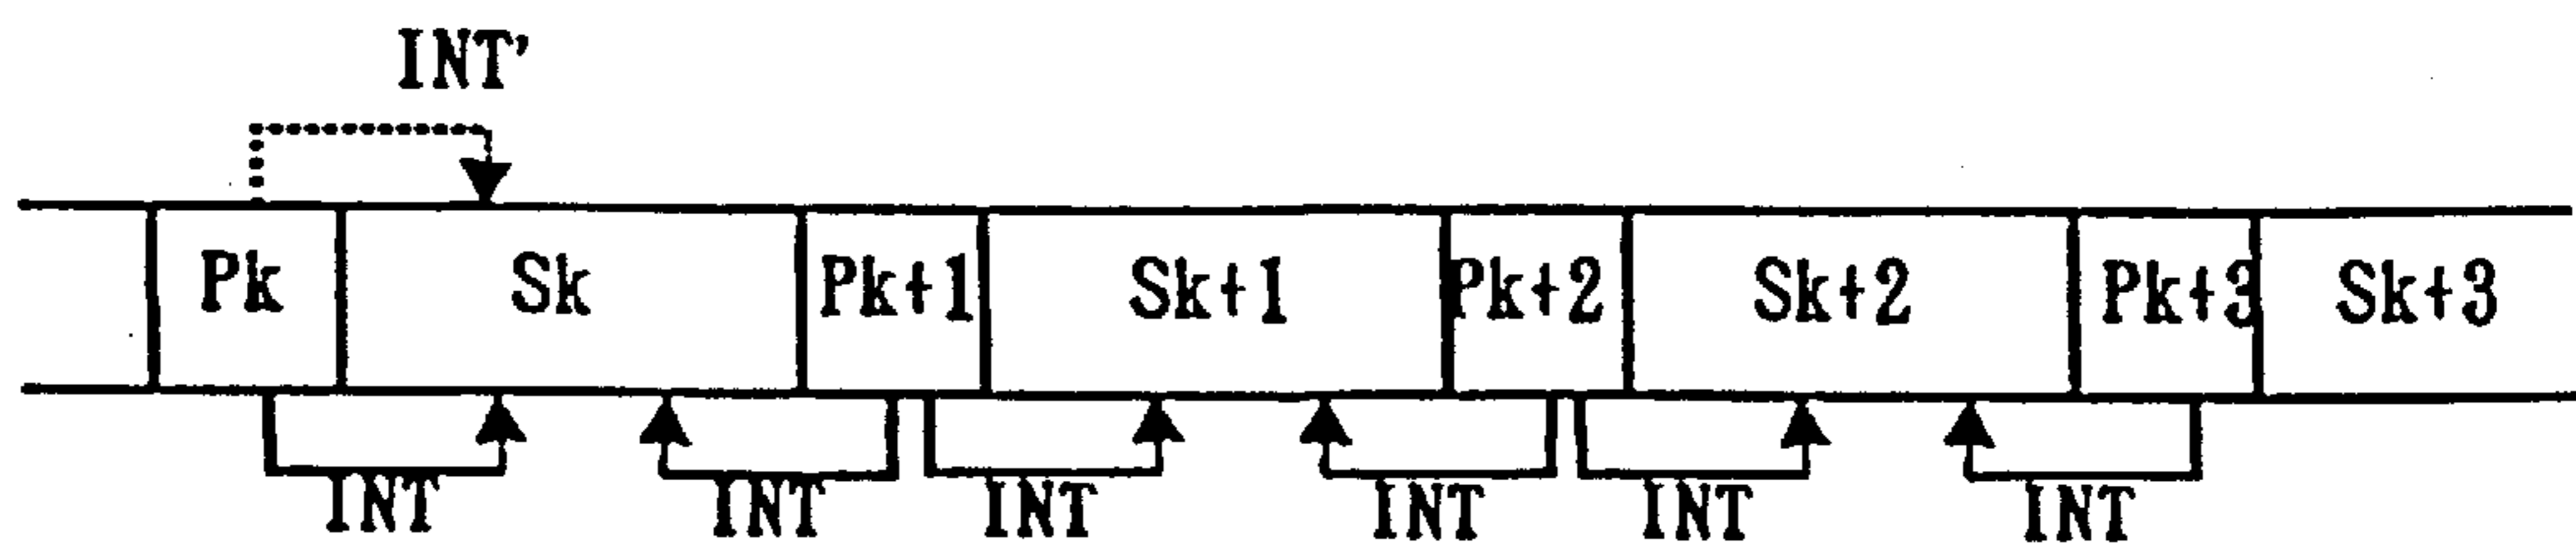 INT'
Pk Sk Pk+1 Sk+1 Pk+2 Sk+2 Pk+3 Sk+3
INT INT INT INT INT INT